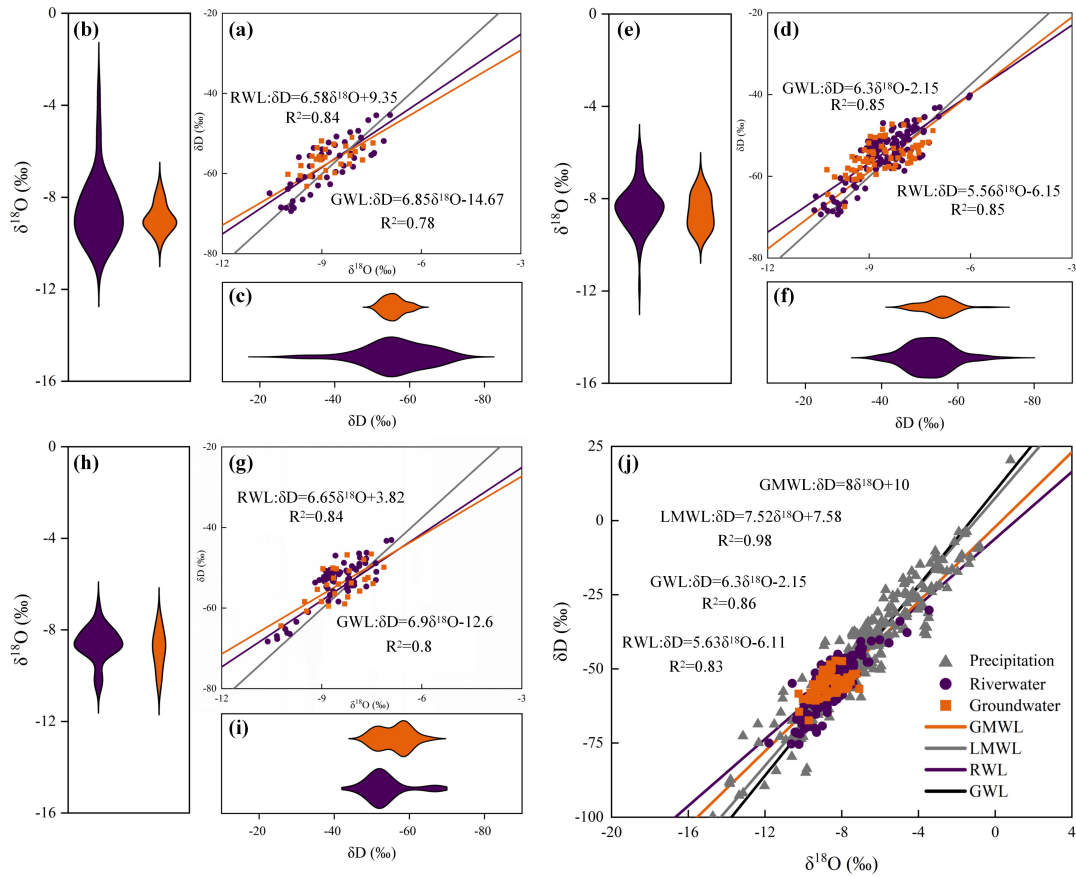 (b)
0
-4
-8
-12
-16
δ¹⁸O (‰)
(a)
-20
-40
-60
-80
δD (‰)
RWL:δD=6.58δ¹⁸O+9.35
R²=0.84
GWL:δD=6.85δ¹⁸O-14.67
R²=0.78
-12
-9
-6
-3
δ¹⁸O (‰)
(c)
-20
-40
-60
-80
δD (‰)
(e)
0
-4
-8
-12
-16
δ¹⁸O (‰)
(d)
-20
-40
-60
-80
δD (‰)
GWL:δD=6.3δ¹⁸O-2.15
R²=0.85
RWL:δD=5.56δ¹⁸O-6.15
R²=0.85
-12
-9
-6
-3
δ¹⁸O (‰)
(f)
-20
-40
-60
-80
δD (‰)
(h)
0
-4
-8
-12
-16
δ¹⁸O (‰)
(g)
-20
-40
-60
-80
δD (‰)
RWL:δD=6.65δ¹⁸O+3.82
R²=0.84
GWL:δD=6.9δ¹⁸O-12.6
R²=0.8
-12
-9
-6
-3
δ¹⁸O (‰)
(i)
-20
-40
-60
-80
δD (‰)
(j)
25
0
-25
-50
-75
-100
δD (‰)
GMWL:δD=8δ¹⁸O+10
LMWL:δD=7.52δ¹⁸O+7.58
R²=0.98
GWL:δD=6.3δ¹⁸O-2.15
R²=0.86
RWL:δD=5.63δ¹⁸O-6.11
R²=0.83
Precipitation
Riverwater
Groundwater
GMWL
LMWL
RWL
GWL
-20
-16
-12
-8
-4
0
4
δ¹⁸O (‰)